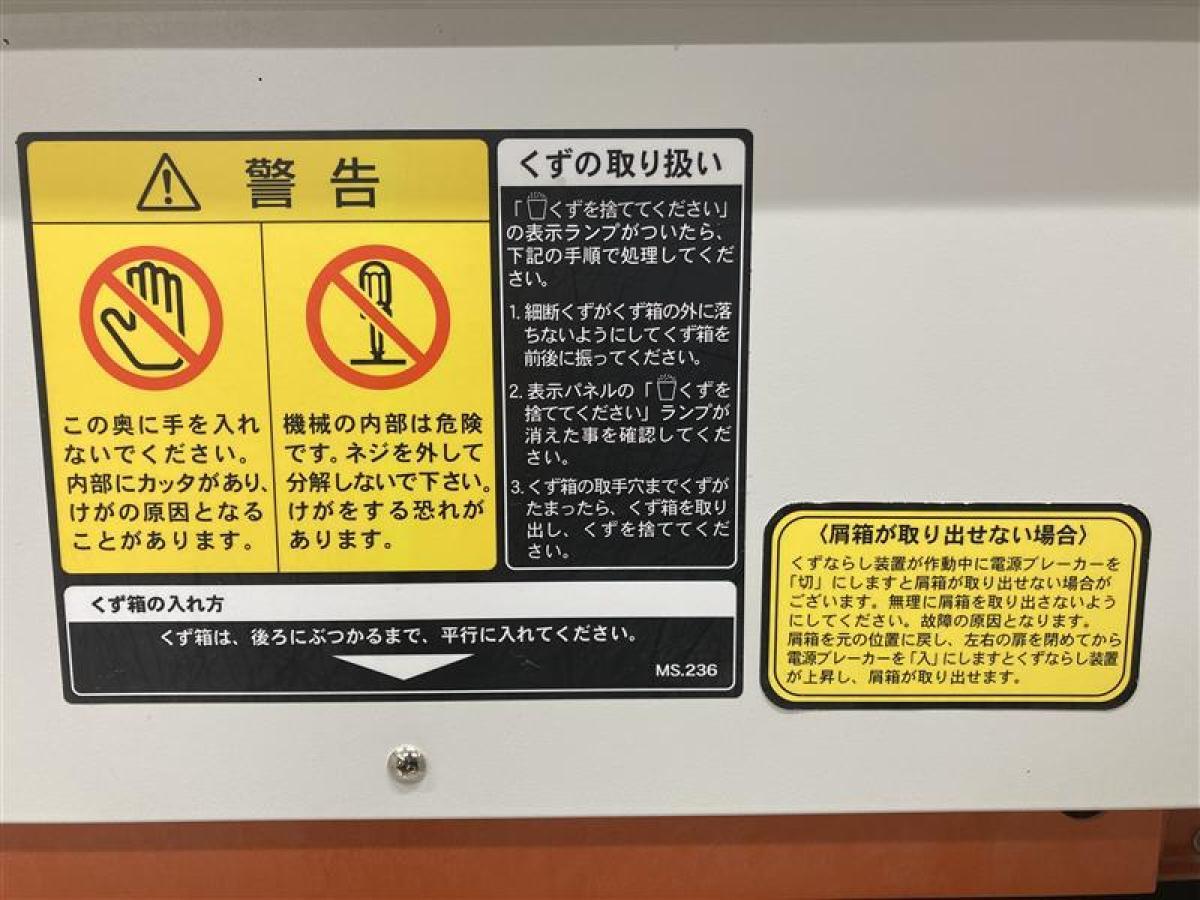 警告
この奥に手を入れ
ないでください。
内部にカッタがあり、
けがの原因となる
ことがあります。
機械の内部は危険
です。ネジを外して
分解しないで下さい。
けがをする恐れが
あります。
くずの取り扱い
「くずを捨ててください」
の表示ランプがついたら、
下記の手順で処理してくだ
さい。
1. 細断くずがくず箱の外に落
ちないようにしてくず箱を
前後に振ってください。
2. 表示パネルの「くずを
捨ててください」ランプが
消えた事を確認してくだ
さい。
3. くず箱の取手穴までくずが
たまったら、くず箱を取り
出し、くずを捨ててくだ
さい。
くず箱の入れ方
くず箱は、後ろにぶつかるまで、平行に入れてください。
MS.236
〈屑箱が取り出せない場合〉
くずならし装置が作動中に電源ブレーカーを
「切」にしますと屑箱が取り出せない場合が
ございます。無理に屑箱を取り出さないよう
にしてください。故障の原因となります。
屑箱を元の位置に戻し、左右の扉を閉めてから
電源ブレーカーを「入」にしますとくずならし装置
が上昇し、屑箱が取り出せます。